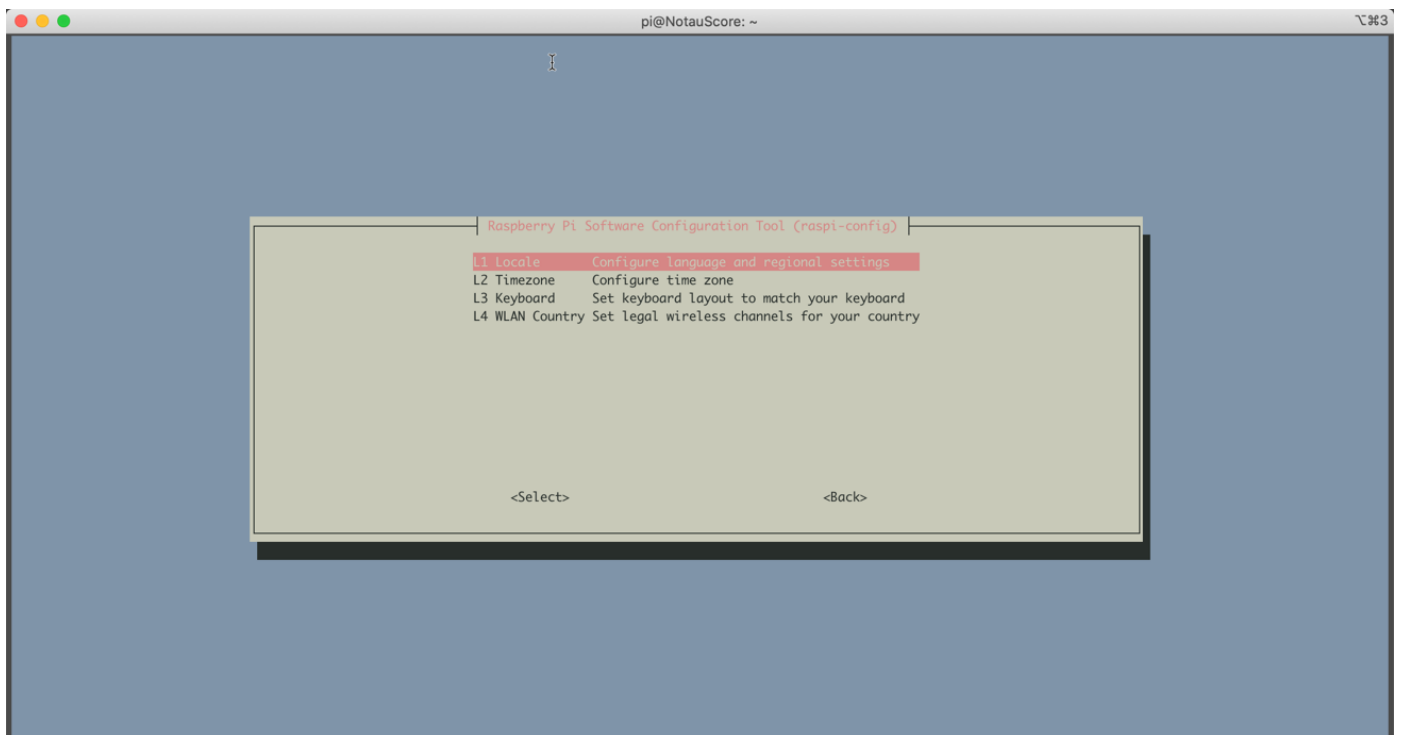 pi@NotauScore: ~ ⌥⌘3
Raspberry Pi Software Configuration Tool (raspi-config)
L1 Locale Configure language and regional settings
L2 Timezone Configure time zone
L3 Keyboard Set keyboard layout to match your keyboard
L4 WLAN Country Set legal wireless channels for your country
<Select> <Back>